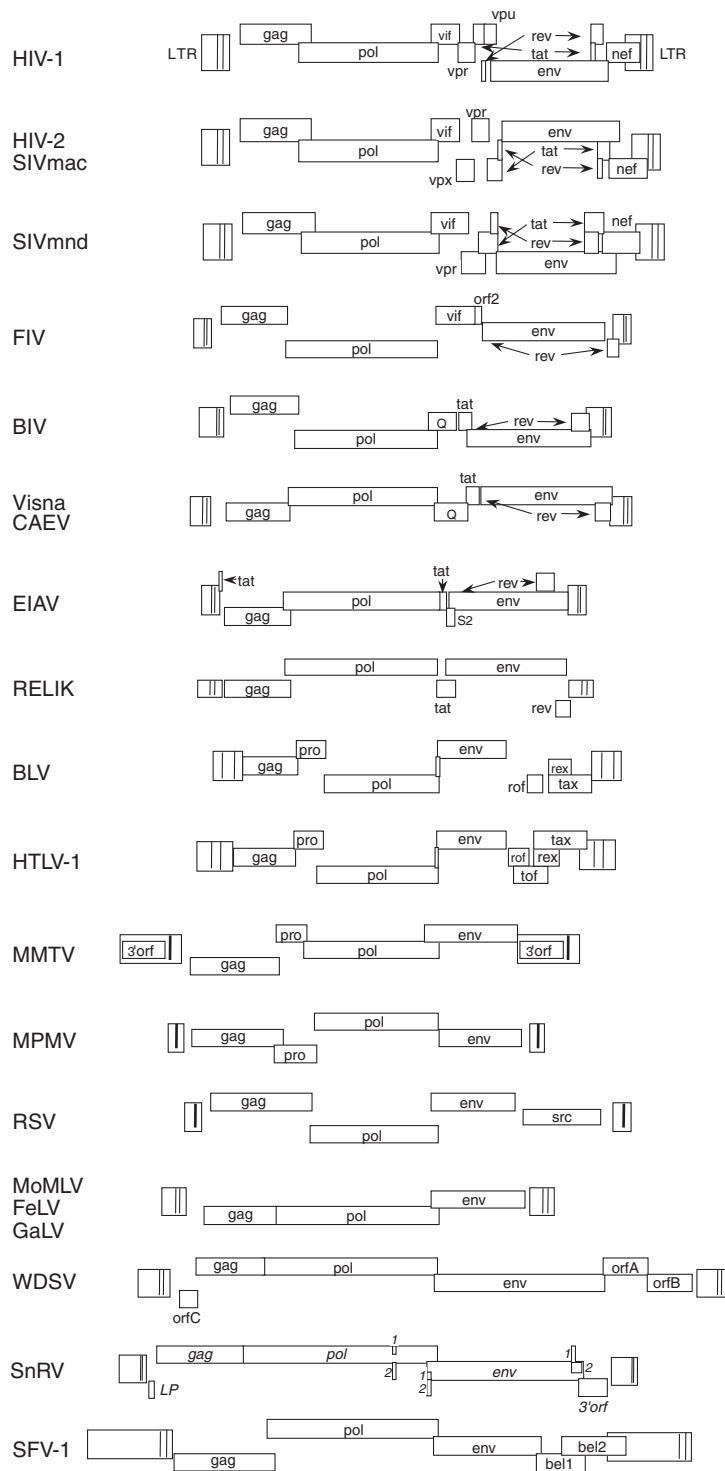 vpu
gag vif rev
LTR LTR
HIV-1 pol tat nef
vpr env
vpr
HIV-2 gag vif env
SIVmac pol tat
vpx rev nef
gag vif tat nef
SIVmnd pol rev
vpr env
orf2
gag vif env
FIV pol rev
tat
gag Q rev
BIV pol env
tat
Visna pol env
CAEV gag Q rev
tat tat rev
EIAV pol env
gag S2
pol env
RELIK gag
tat rev
pro env
BLV gag rex
pol rof tax
pro env tax
HTLV-1 gag rof rex
pol tof
pro env
MMTV 3'orf pol 3'orf
gag
pol
MPMV gag env
pro
gag env
RSV src
pol
MoMLV
FeLV env
GaLV gag pol
gag pol orfA
WDSV env orfB
orfC
gag pol 1 1
SnRV 2 1 env 2
LP 2 3'orf
pol
SFV-1 env bel2
gag bel1